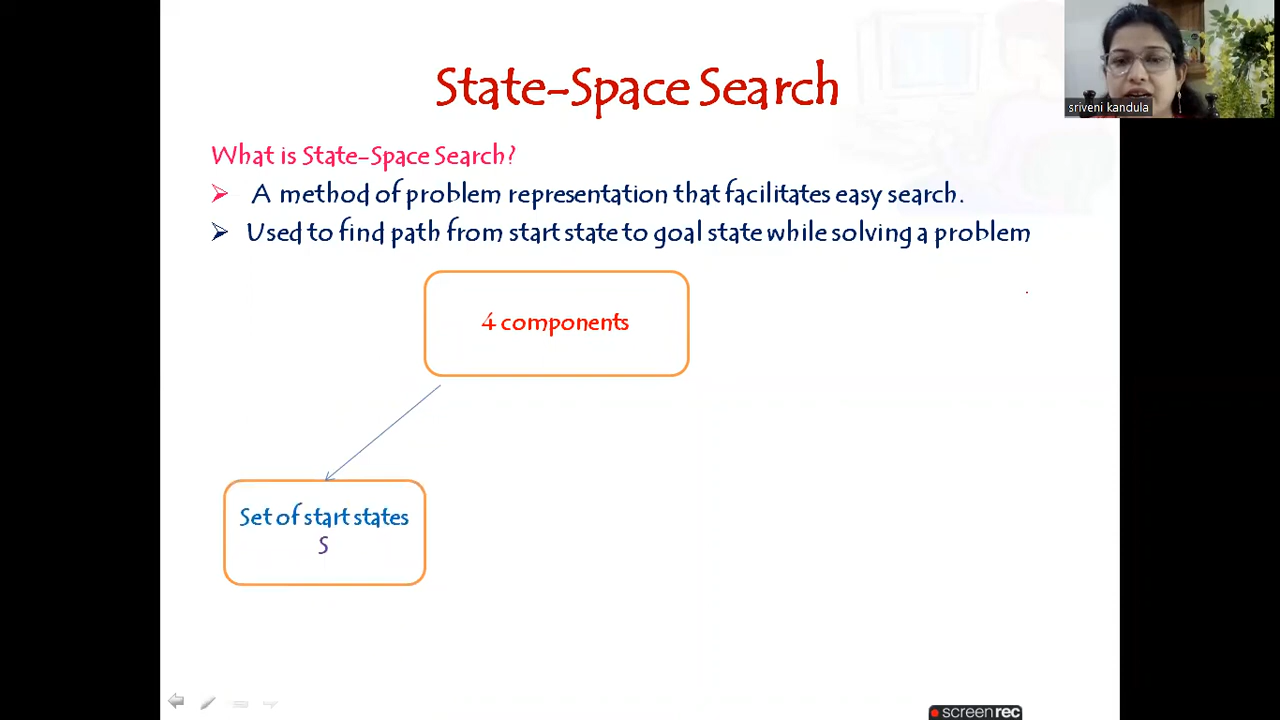 State-Space Search
sriveni kandula
What is State-Space Search?
A method of problem representation that facilitates easy search.
Used to find path from start state to goal state while solving a problem
4 components
Set of start states
S
screenrec